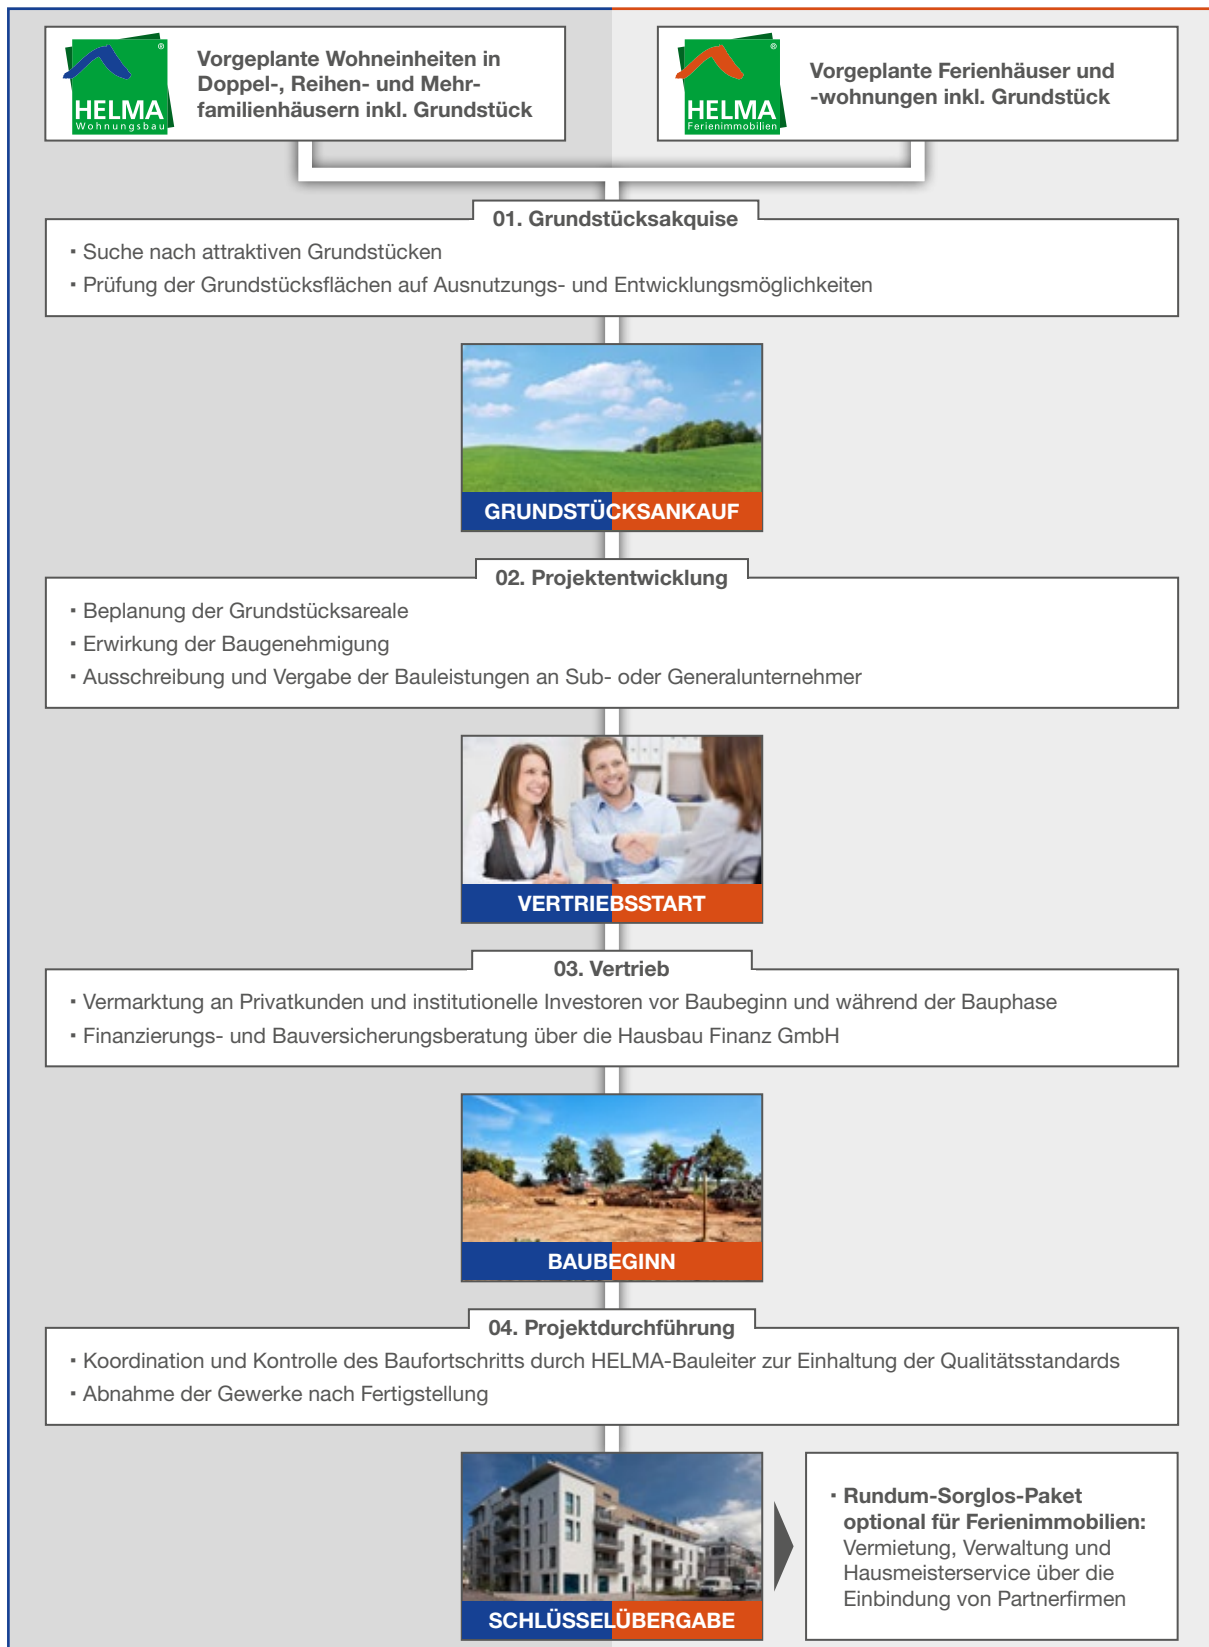 HELMA
Wohnungsbau
®
Vorgeplante Wohneinheiten in
Doppel-, Reihen- und Mehr-
familienhäusern inkl. Grundstück
HELMA
Ferienimmobilien
®
Vorgeplante Ferienhäuser und
-wohnungen inkl. Grundstück
01. Grundstücksakquise
▪ Suche nach attraktiven Grundstücken
▪ Prüfung der Grundstücksflächen auf Ausnutzungs- und Entwicklungsmöglichkeiten
GRUNDSTÜCKSANKAUF
02. Projektentwicklung
▪ Beplanung der Grundstücksareale
▪ Erwirkung der Baugenehmigung
▪ Ausschreibung und Vergabe der Bauleistungen an Sub- oder Generalunternehmer
VERTRIEBSSTART
03. Vertrieb
▪ Vermarktung an Privatkunden und institutionelle Investoren vor Baubeginn und während der Bauphase
▪ Finanzierungs- und Bauversicherungsberatung über die Hausbau Finanz GmbH
BAUBEGINN
04. Projektdurchführung
▪ Koordination und Kontrolle des Baufortschritts durch HELMA-Bauleiter zur Einhaltung der Qualitätsstandards
▪ Abnahme der Gewerke nach Fertigstellung
SCHLÜSSELÜBERGABE
▪ Rundum-Sorglos-Paket
optional für Ferienimmobilien:
Vermietung, Verwaltung und
Hausmeisterservice über die
Einbindung von Partnerfirmen